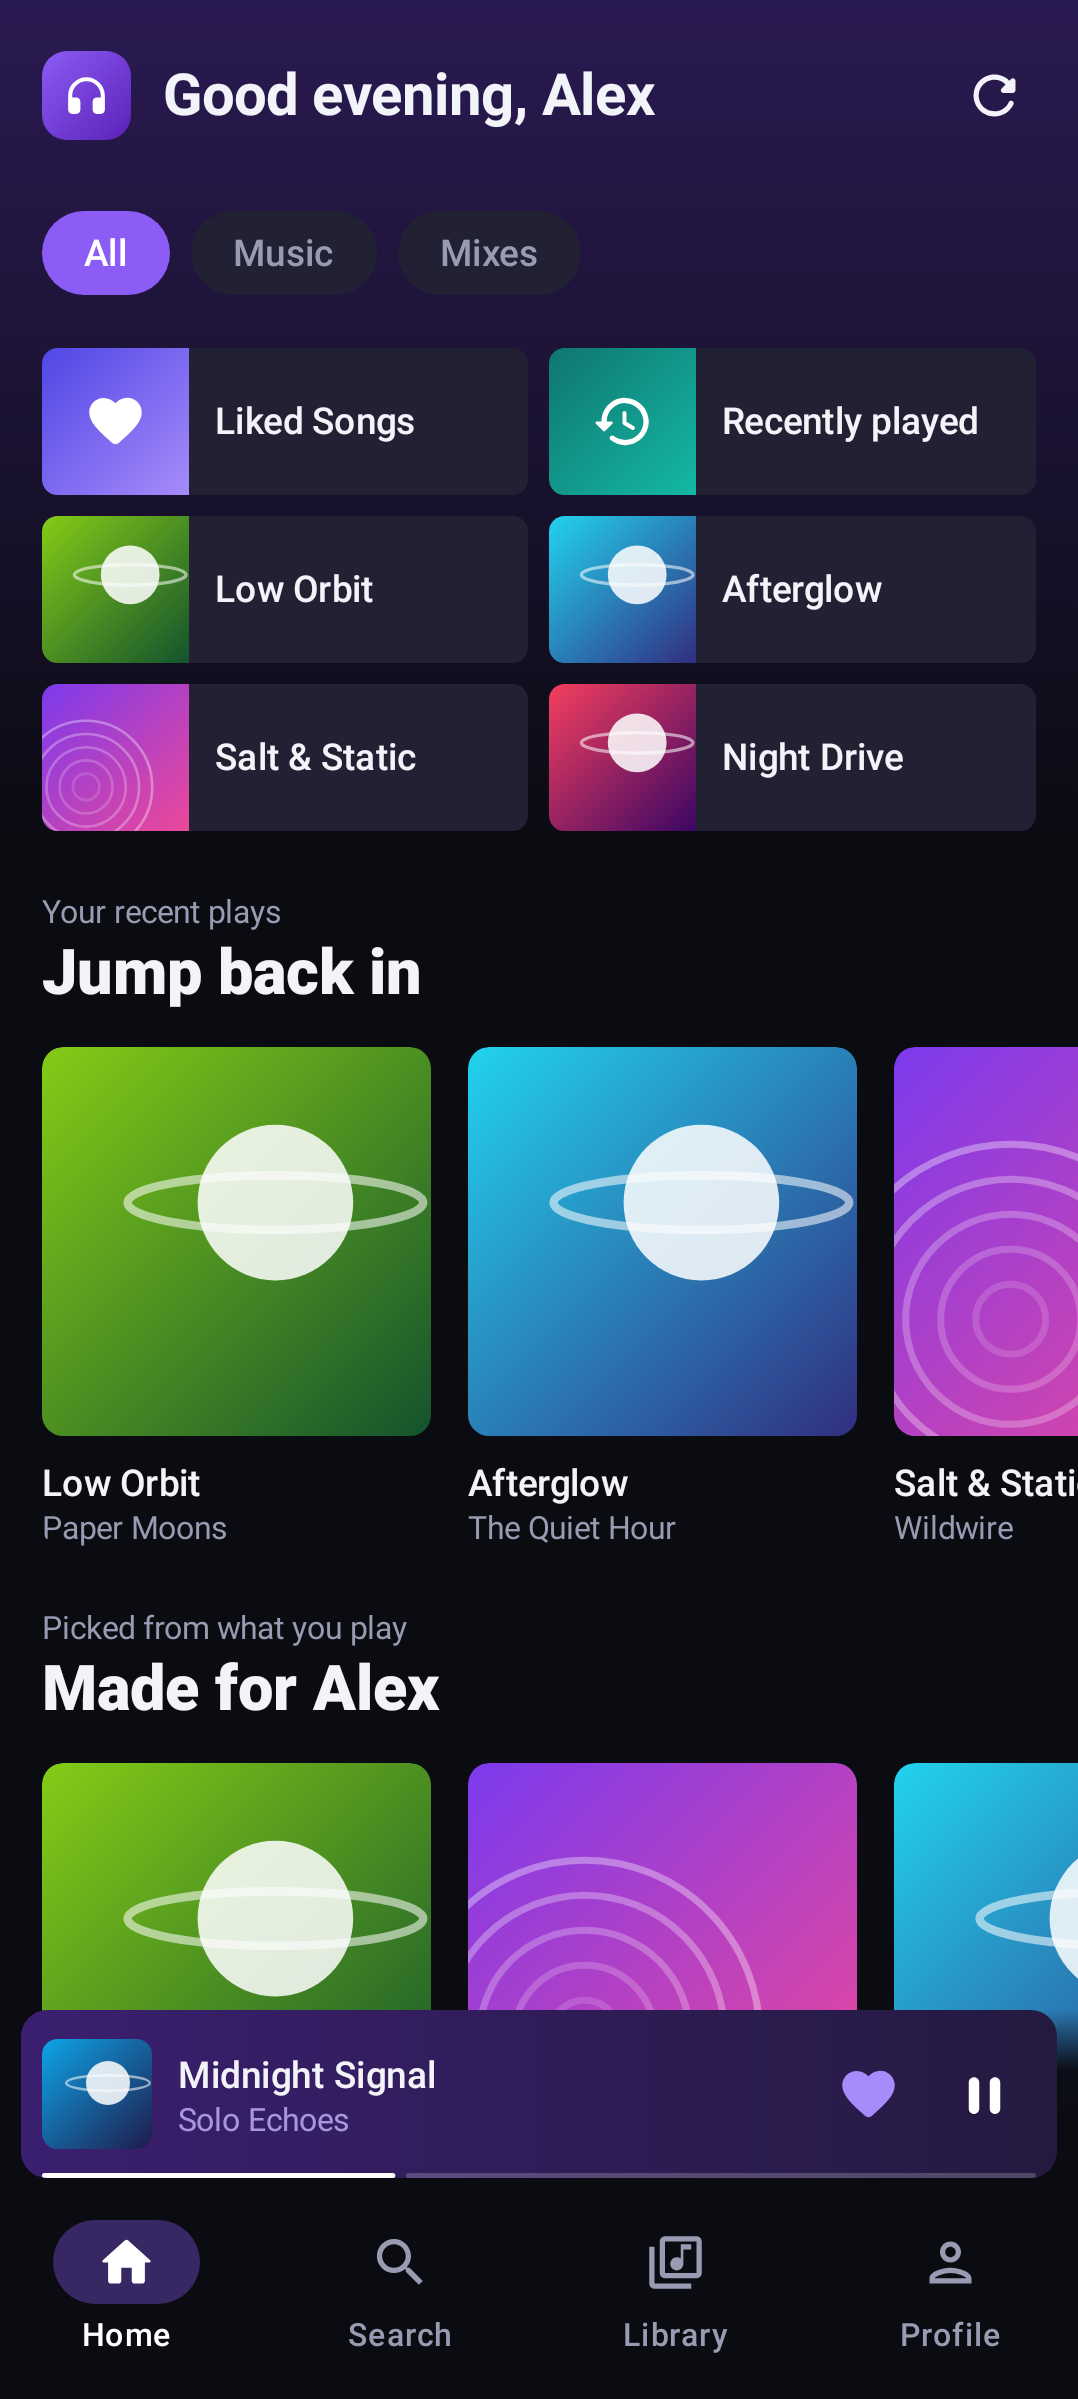 Good evening, Alex
All
Music
Mixes
Liked Songs
Recently played
Low Orbit
Afterglow
Salt & Static
Night Drive
Your recent plays
Jump back in
Low Orbit
Afterglow
Salt & Stati
Paper Moons
The Quiet Hour
Wildwire
Picked from what you play
Made for Alex
Midnight Signal
Solo Echoes
Home
Search
Library
Profile